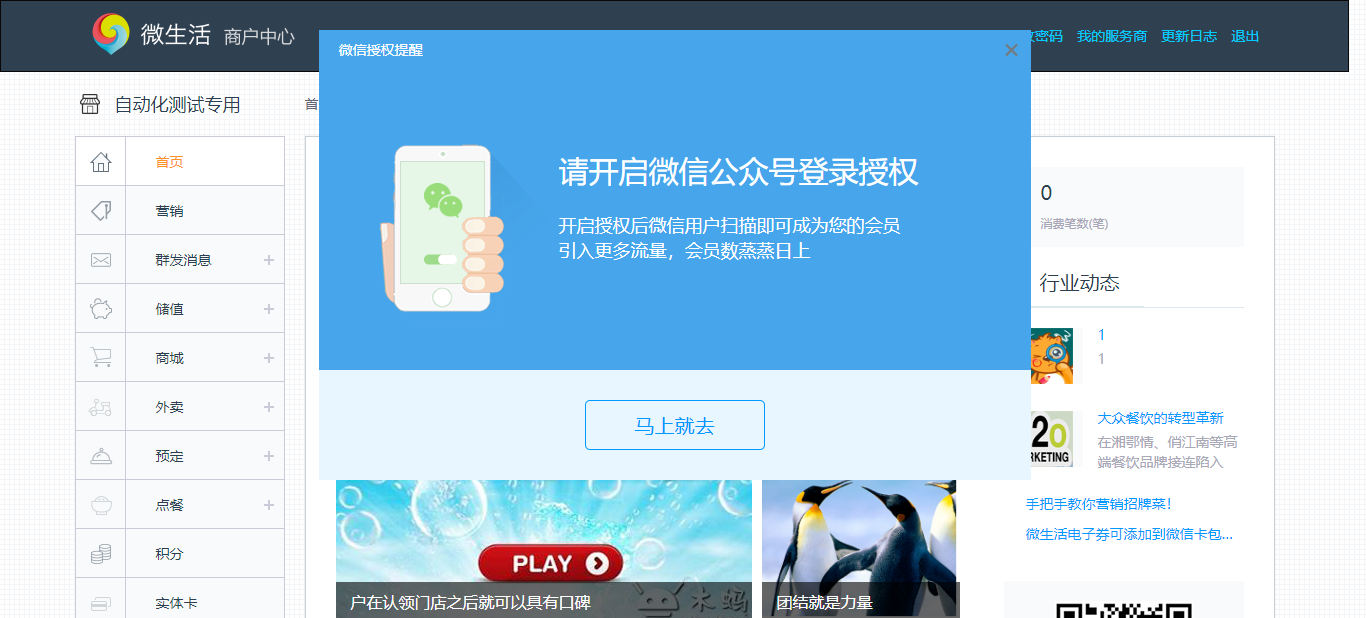 微生活 商户中心
密码 我的服务商 更新日志 退出
微信授权提醒
自动化测试专用
首
首页
营销
群发消息
储值
商城
外卖
预定
点餐
积分
实体卡
请开启微信公众号登录授权
开启授权后微信用户扫描即可成为您的会员
引入更多流量，会员数蒸蒸日上
马上就去
PLAY
户在认领门店之后就可以具有口碑
木蚂
团结就是力量
0
消费笔数(笔)
行业动态
1
1
2o
RKETING
大众餐饮的转型革新
在湘鄂情、俏江南等高
端餐饮品牌接连陷入
手把手教你营销招牌菜！
微生活电子券可添加到微信卡包...